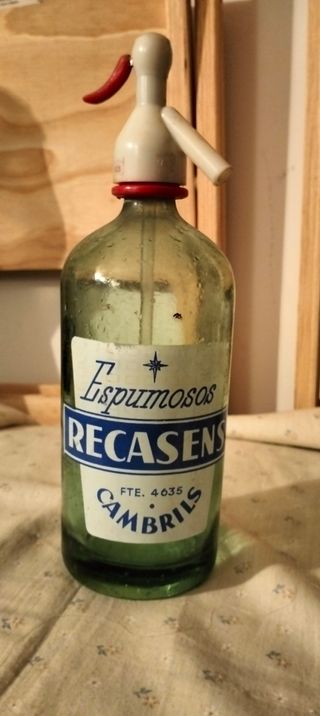 Espumosos
RECASENS
FTE. 4635
CAMBRILS